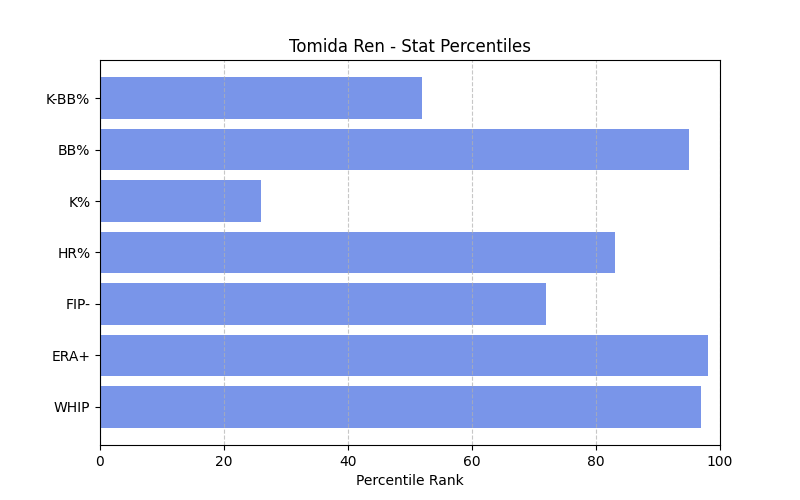 Tomida Ren - Stat Percentiles
K-BB%
BB%
K%
HR%
FIP-
ERA+
WHIP
0 20 40 60 80 100
Percentile Rank